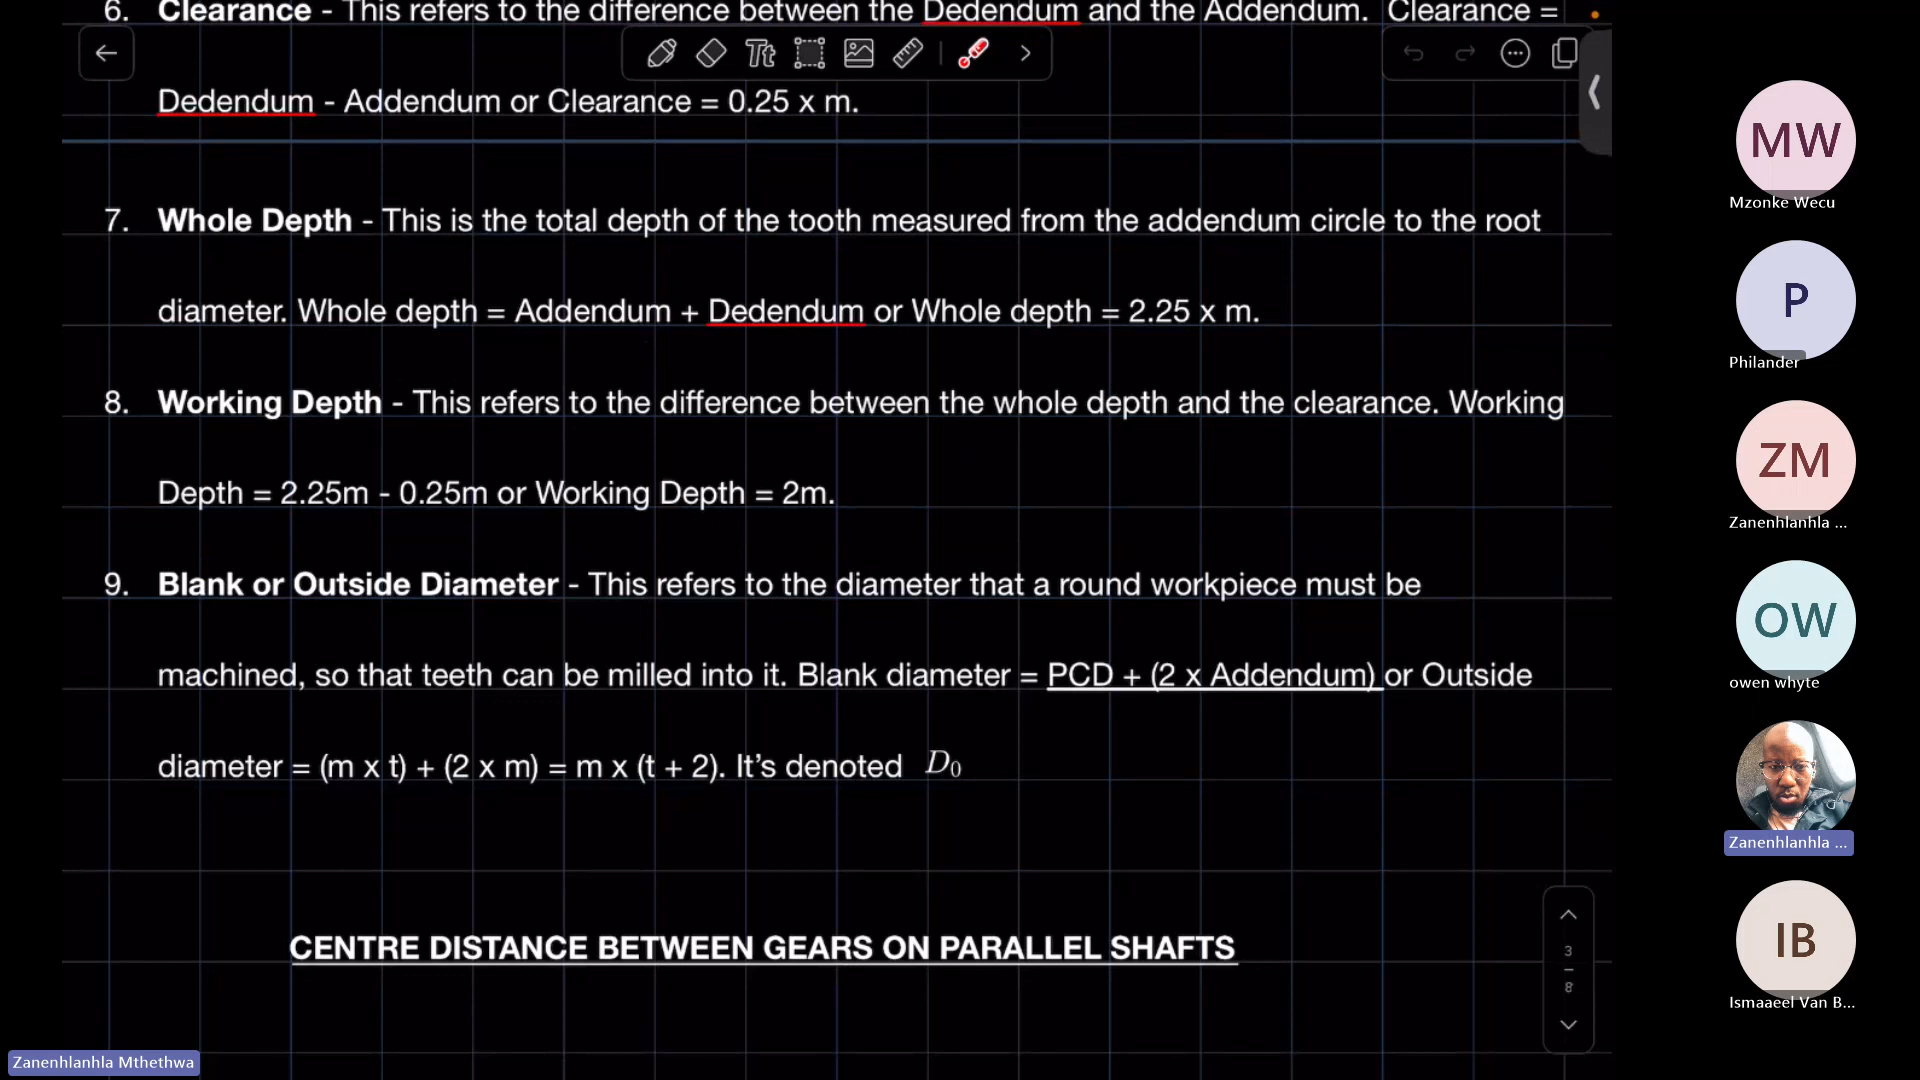 6. Clearance - This refers to the difference between the Dedendum and the Addendum. Clearance =
Tt
Dedendum - Addendum or Clearance = 0.25 x m.
7. Whole Depth - This is the total depth of the tooth measured from the addendum circle to the root
diameter. Whole depth = Addendum + Dedendum or Whole depth = 2.25 x m.
8. Working Depth - This refers to the difference between the whole depth and the clearance. Working
Depth = 2.25m - 0.25m or Working Depth = 2m.
9. Blank or Outside Diameter - This refers to the diameter that a round workpiece must be
machined, so that teeth can be milled into it. Blank diameter = PCD + (2 x Addendum) or Outside
diameter = (m x t) + (2 x m) = m x (t + 2). It's denoted D₀
CENTRE DISTANCE BETWEEN GEARS ON PARALLEL SHAFTS
3
8
MW
Mzonke Wecu
P
Philander
ZM
Zanenhlanhla ...
OW
owen whyte
Zanenhlanhla ...
IB
Ismaaeel Van B...
Zanenhlanhla Mthethwa